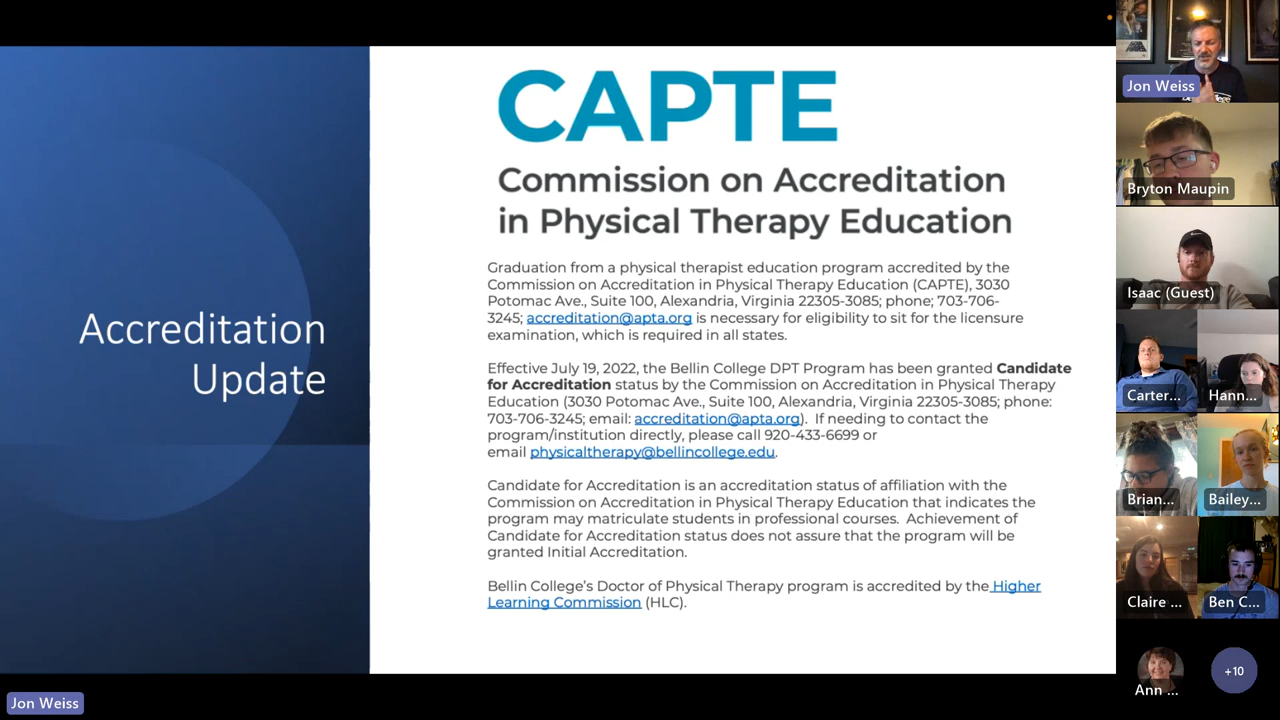 Accreditation
Update
CAPTE
Commission on Accreditation
in Physical Therapy Education
Graduation from a physical therapist education program accredited by the
Commission on Accreditation in Physical Therapy Education (CAPTE), 3030
Potomac Ave., Suite 100, Alexandria, Virginia 22305-3085; phone; 703-706-
3245; accreditation@apta.org is necessary for eligibility to sit for the licensure
examination, which is required in all states.
Effective July 19, 2022, the Bellin College DPT Program has been granted Candidate
for Accreditation status by the Commission on Accreditation in Physical Therapy
Education (3030 Potomac Ave., Suite 100, Alexandria, Virginia 22305-3085; phone:
703-706-3245; email: accreditation@apta.org). If needing to contact the
program/institution directly, please call 920-433-6699 or
email physicaltherapy@bellincollege.edu.
Candidate for Accreditation is an accreditation status of affiliation with the
Commission on Accreditation in Physical Therapy Education that indicates the
program may matriculate students in professional courses. Achievement of
Candidate for Accreditation status does not assure that the program will be
granted Initial Accreditation.
Bellin College's Doctor of Physical Therapy program is accredited by the Higher
Learning Commission (HLC).
Jon Weiss
Bryton Maupin
Isaac (Guest)
Carter...
Hann...
Brian...
Bailey...
Claire ...
Ben C...
Ann ...
+10
Jon Weiss